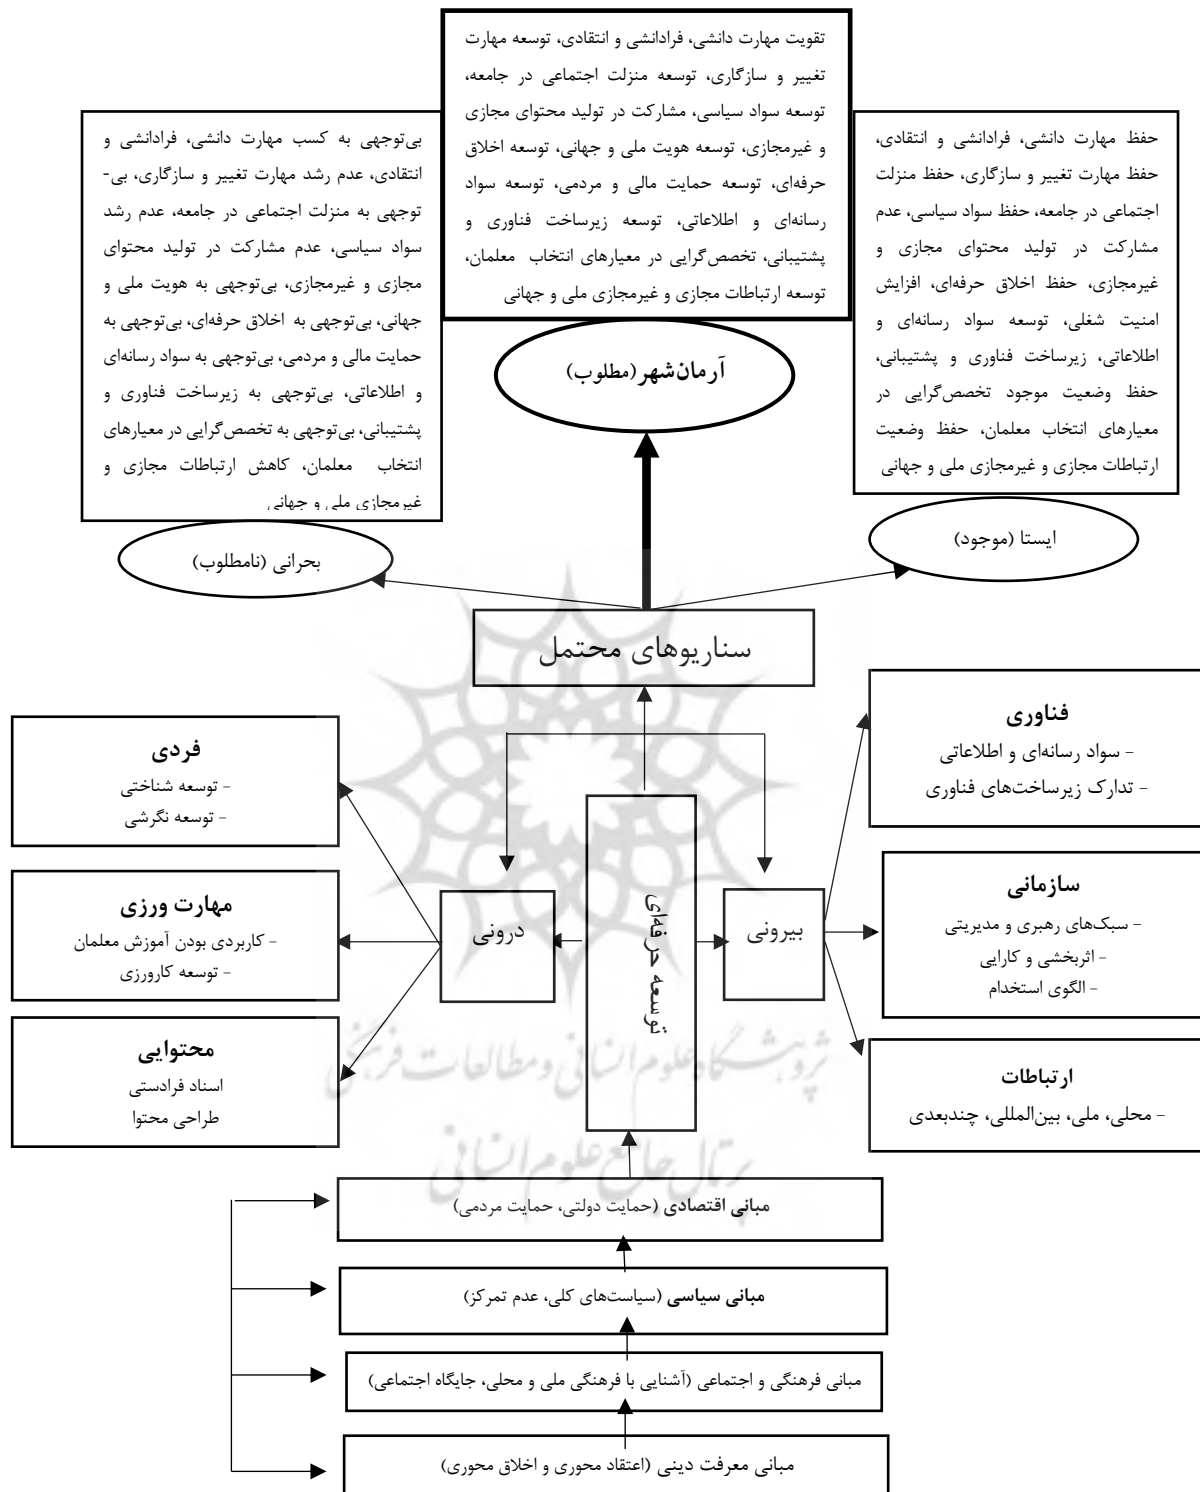 تقویت مهارت دانشی، فرادانشی و انتقادی، توسعه مهارت
تغییر و سازگاری، توسعه منزلت اجتماعی در جامعه،
توسعه سواد سیاسی، مشارکت در تولید محتوای مجازی
و غیرمجازی، توسعه هویت ملی و جهانی، توسعه اخلاق
حرفه‌ای، توسعه حمایت مالی و مردمی، توسعه سواد
رسانه‌ای و اطلاعاتی، توسعه زیرساخت فناوری و
پشتیبانی، تخصص‌گرایی در معیارهای انتخاب معلمان،
توسعه ارتباطات مجازی و غیرمجازی ملی و جهانی
حفظ مهارت دانشی، فرادانشی و انتقادی،
حفظ مهارت تغییر و سازگاری، حفظ منزلت
اجتماعی در جامعه، حفظ سواد سیاسی، عدم
مشارکت در تولید محتوای مجازی و
غیرمجازی، حفظ اخلاق حرفه‌ای، افزایش
امنیت شغلی، توسعه سواد رسانه‌ای و
اطلاعاتی، زیرساخت فناوری و پشتیبانی،
حفظ وضعیت موجود تخصص‌گرایی در
معیارهای انتخاب معلمان، حفظ وضعیت
ارتباطات مجازی و غیرمجازی ملی و جهانی
بی‌توجهی به کسب مهارت دانشی، فرادانشی و
انتقادی، عدم رشد مهارت تغییر و سازگاری، بی-
توجهی به منزلت اجتماعی در جامعه، عدم رشد
سواد سیاسی، عدم مشارکت در تولید محتوای
مجازی و غیرمجازی، بی‌توجهی به هویت ملی و
جهانی، بی‌توجهی به اخلاق حرفه‌ای، بی‌توجهی به
حمایت مالی و مردمی، بی‌توجهی به سواد رسانه‌ای
و اطلاعاتی، بی‌توجهی به زیرساخت فناوری و
پشتیبانی، بی‌توجهی به تخصص‌گرایی در معیارهای
انتخاب معلمان، کاهش ارتباطات مجازی و
غیرمجازی ملی و جهانی
آرمان‌شهر (مطلوب)
ایستا (موجود)
بحرانی (نامطلوب)
سناریوهای محتمل
فناوری
- سواد رسانه‌ای و اطلاعاتی
- تدارک زیرساخت‌های فناوری
سازمانی
- سبک‌های رهبری و مدیریتی
- اثربخشی و کارایی
- الگوی استخدام
ارتباطات
- محلی، ملی، بین‌المللی، چندبعدی
بیرونی
توسعه حرفه‌ای
درونی
فردی
- توسعه شناختی
- توسعه نگرشی
مهارت ورزی
- کاربردی بودن آموزش معلمان
- توسعه کارورزی
محتوایی
اسناد فرادستی
طراحی محتوا
پژوهشگاه علوم انسانی و مطالعات فرهنگی
پرتال جامع علوم انسانی
مبانی اقتصادی (حمایت دولتی، حمایت مردمی)
مبانی سیاسی (سیاست‌های کلی، عدم تمرکز)
مبانی فرهنگی و اجتماعی (آشنایی با فرهنگی ملی و محلی، جایگاه اجتماعی)
مبانی معرفت دینی (اعتقاد محوری و اخلاق محوری)